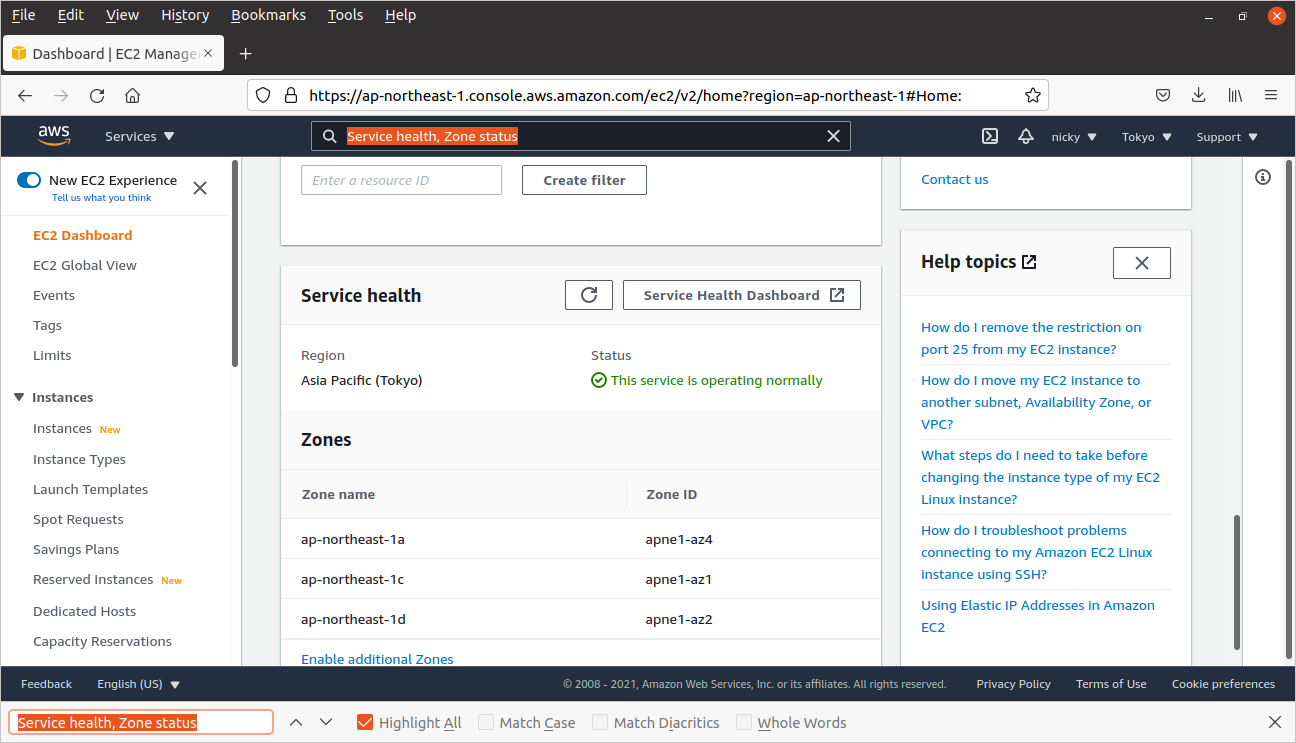 File Edit View History Bookmarks Tools Help
Dashboard | EC2 Manage
https://ap-northeast-1.console.aws.amazon.com/ec2/v2/home?region=ap-northeast-1#Home:
aws Services Service health, Zone status nicky Tokyo Support
New EC2 Experience
Tell us what you think
EC2 Dashboard
EC2 Global View
Events
Tags
Limits
Instances
Instances New
Instance Types
Launch Templates
Spot Requests
Savings Plans
Reserved Instances New
Dedicated Hosts
Capacity Reservations
Enter a resource ID Create filter
Service health Service Health Dashboard
Region Status
Asia Pacific (Tokyo) This service is operating normally
Zones
Zone name Zone ID
ap-northeast-1a apne1-az4
ap-northeast-1c apne1-az1
ap-northeast-1d apne1-az2
Enable additional Zones
Contact us
Help topics
How do I remove the restriction on
port 25 from my EC2 instance?
How do I move my EC2 instance to
another subnet, Availability Zone, or
VPC?
What steps do I need to take before
changing the instance type of my EC2
Linux instance?
How do I troubleshoot problems
connecting to my Amazon EC2 Linux
instance using SSH?
Using Elastic IP Addresses in Amazon
EC2
Feedback English (US) © 2008 - 2021, Amazon Web Services, Inc. or its affiliates. All rights reserved. Privacy Policy Terms of Use Cookie preferences
Service health, Zone status Highlight All Match Case Match Diacritics Whole Words